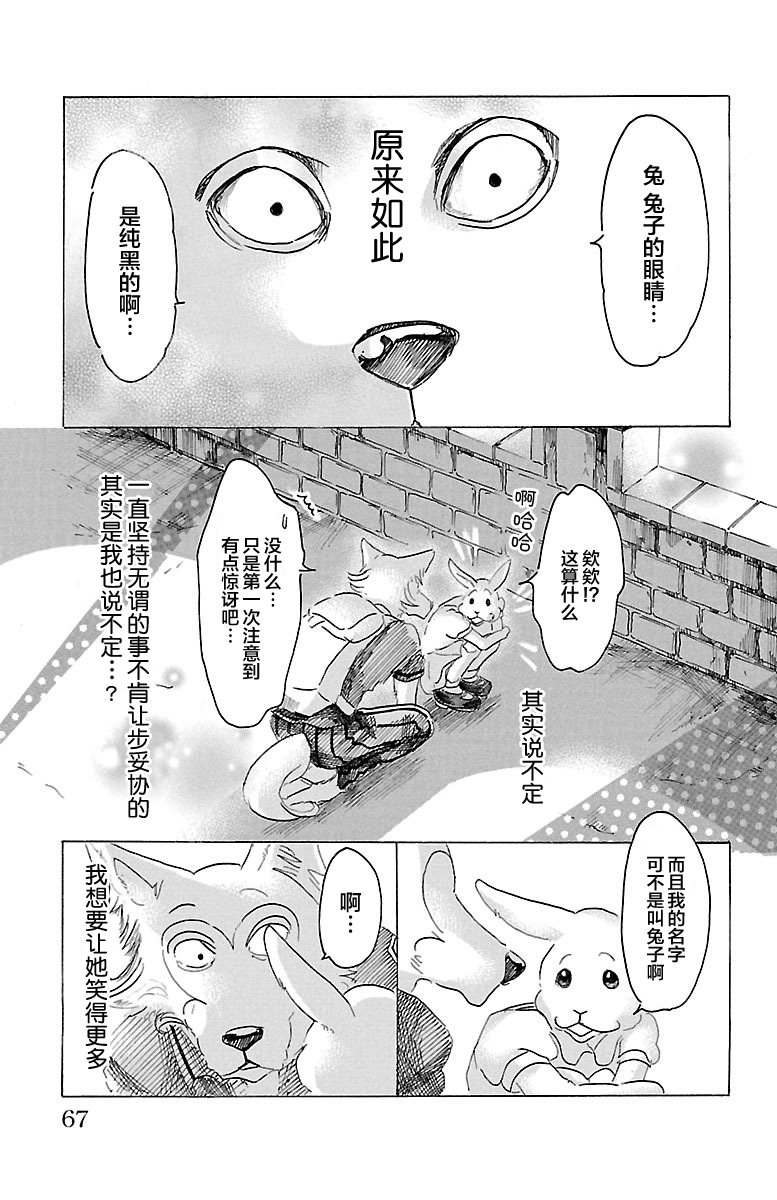 兔 兔子的眼睛…
原来如此
是纯黑的啊…
啊哈哈
欸欸!?
这算什么
没什么…
只是第一次注意到
有点惊讶吧…
其实说不定
一直坚持无谓的事不肯让步妥协的
其实是我也说不定…?
而且我的名字
可不是叫兔子啊
啊…
我想要让她笑得更多
67